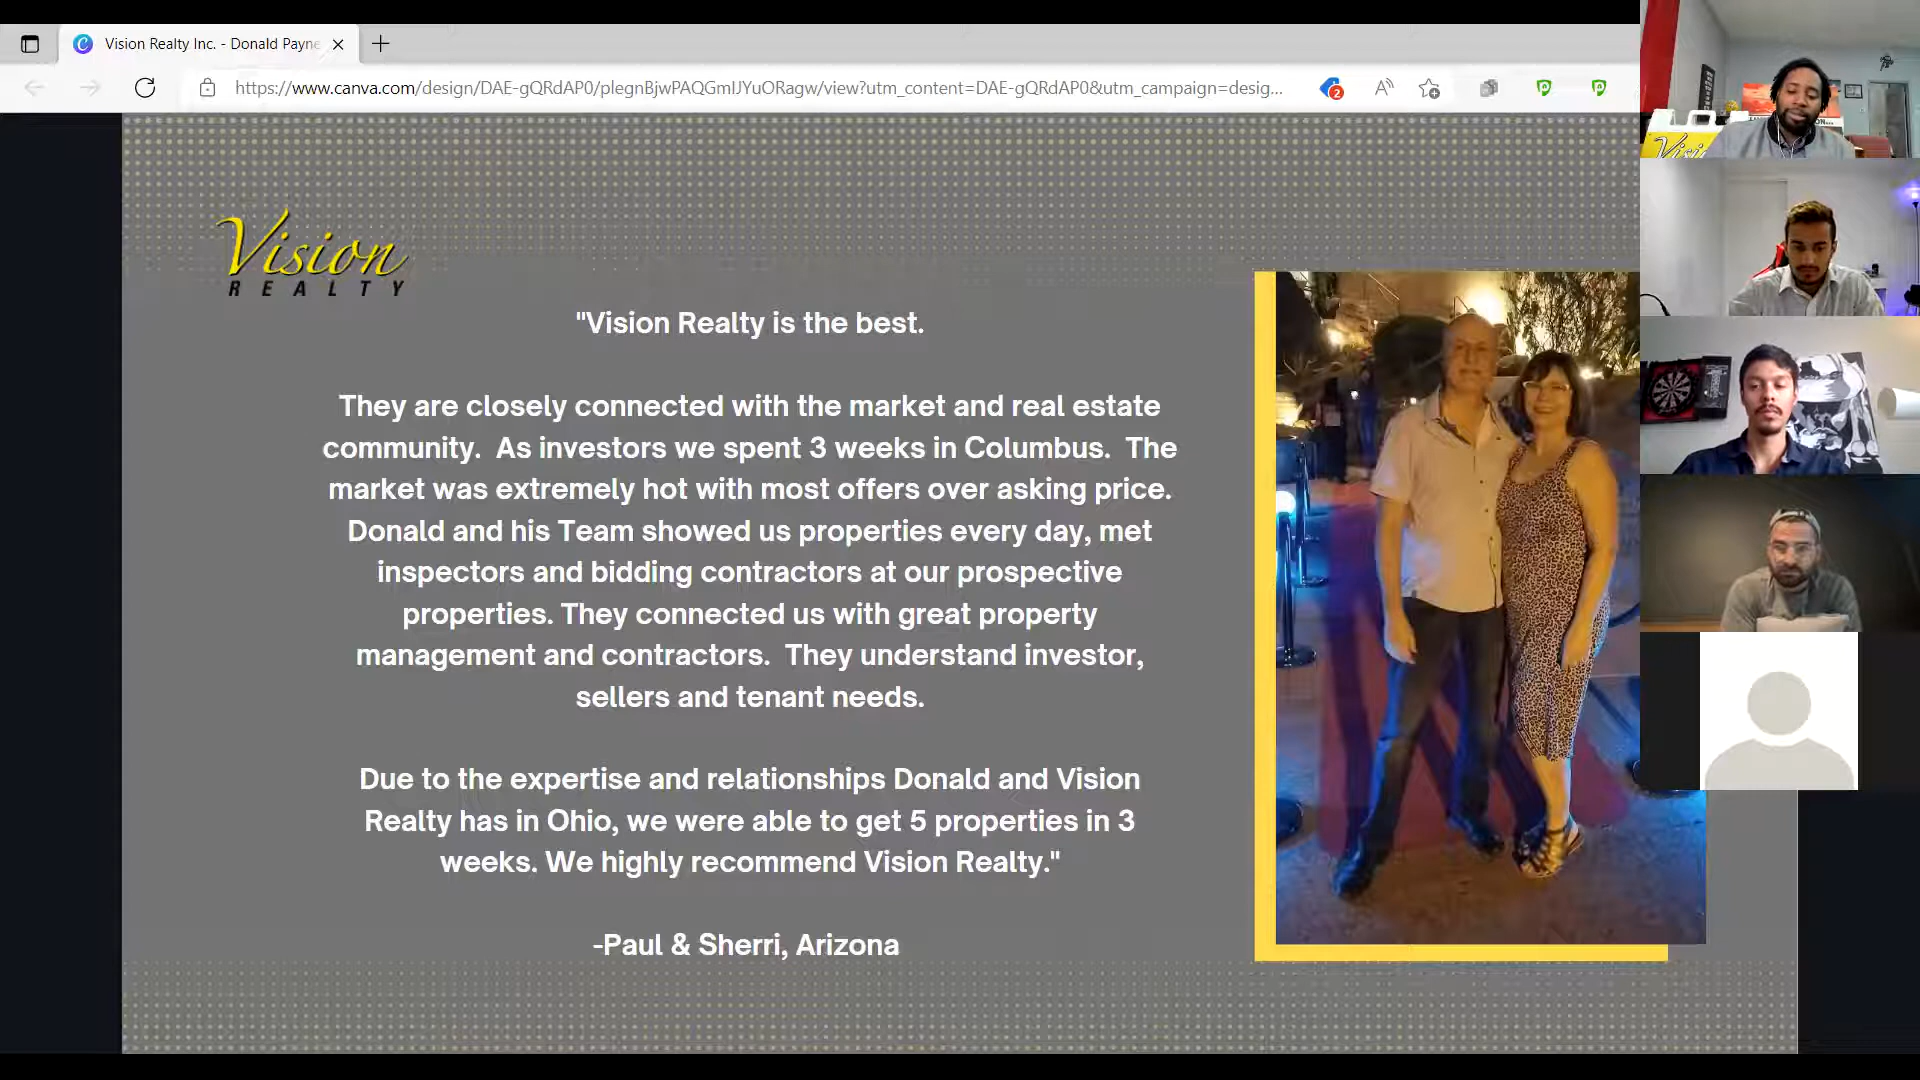 Vision Realty Inc. - Donald Payne
https://www.canva.com/design/DAE-gQRdAP0/plegnBjwPAQGmIJYuORagw/view?utm_content=DAE-gQRdAP0&utm_campaign=desig...
2
Vision
REALTY
"Vision Realty is the best.
They are closely connected with the market and real estate
community. As investors we spent 3 weeks in Columbus. The
market was extremely hot with most offers over asking price.
Donald and his Team showed us properties every day, met
inspectors and bidding contractors at our prospective
properties. They connected us with great property
management and contractors. They understand investor,
sellers and tenant needs.
Due to the expertise and relationships Donald and Vision
Realty has in Ohio, we were able to get 5 properties in 3
weeks. We highly recommend Vision Realty."
-Paul & Sherri, Arizona